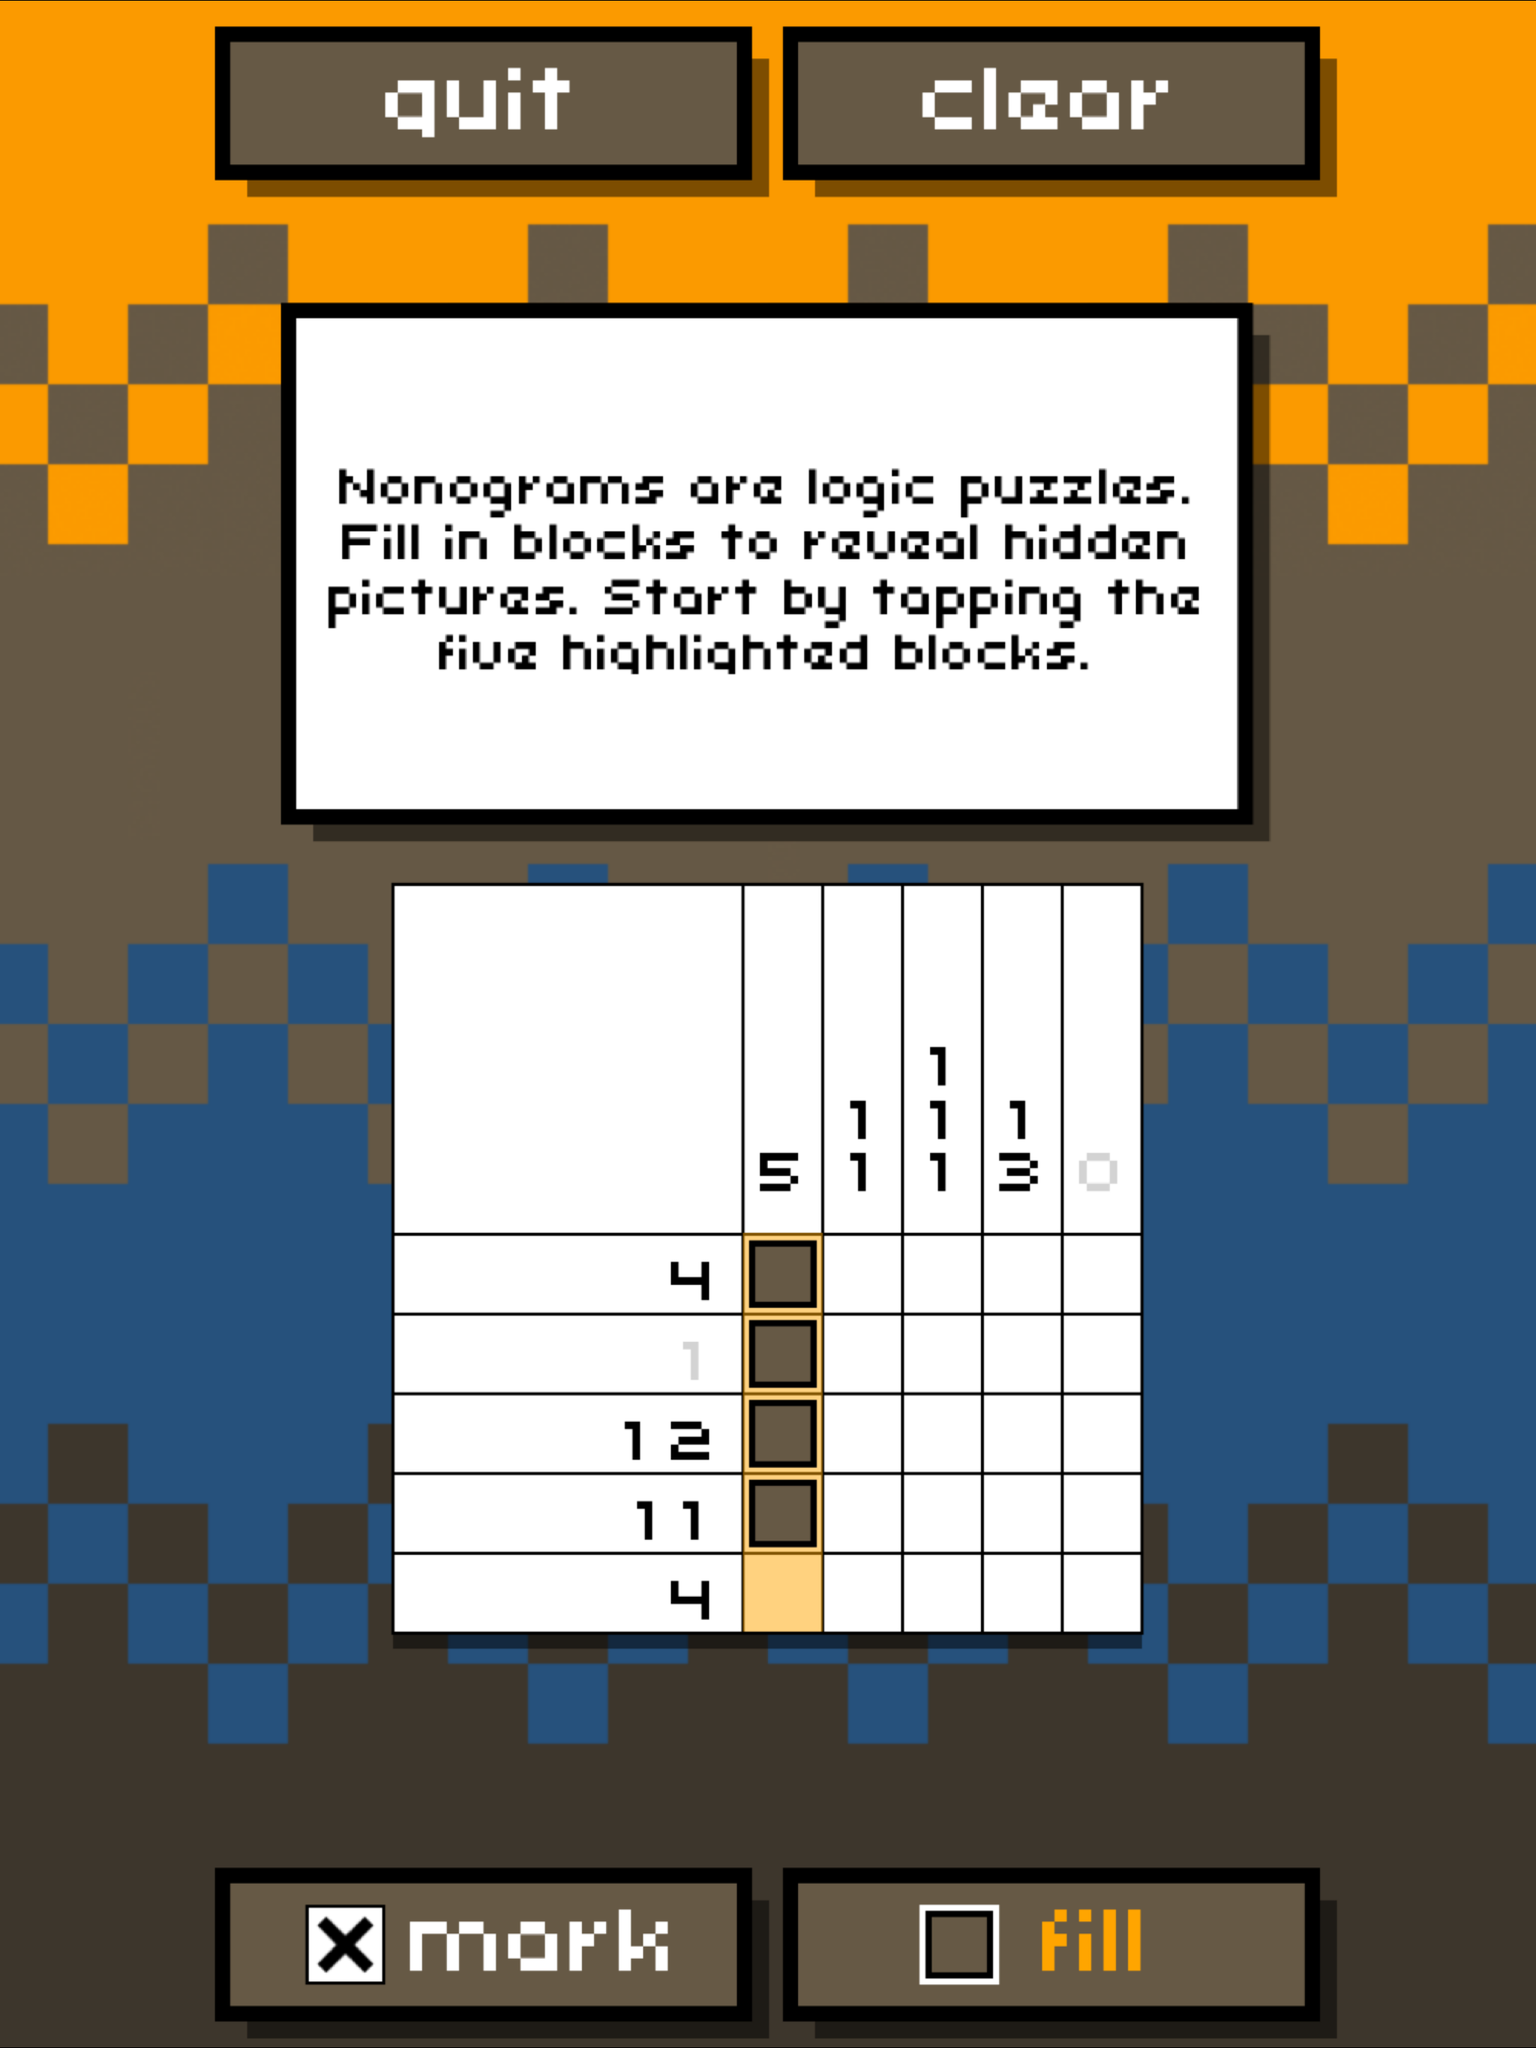 quit clear
Nonograms are logic puzzles.
Fill in blocks to reveal hidden
pictures. Start by tapping the
five highlighted blocks.
1
1 1 1
5 1 1 3 0
4
1
1 2
1 1
4
mark fill